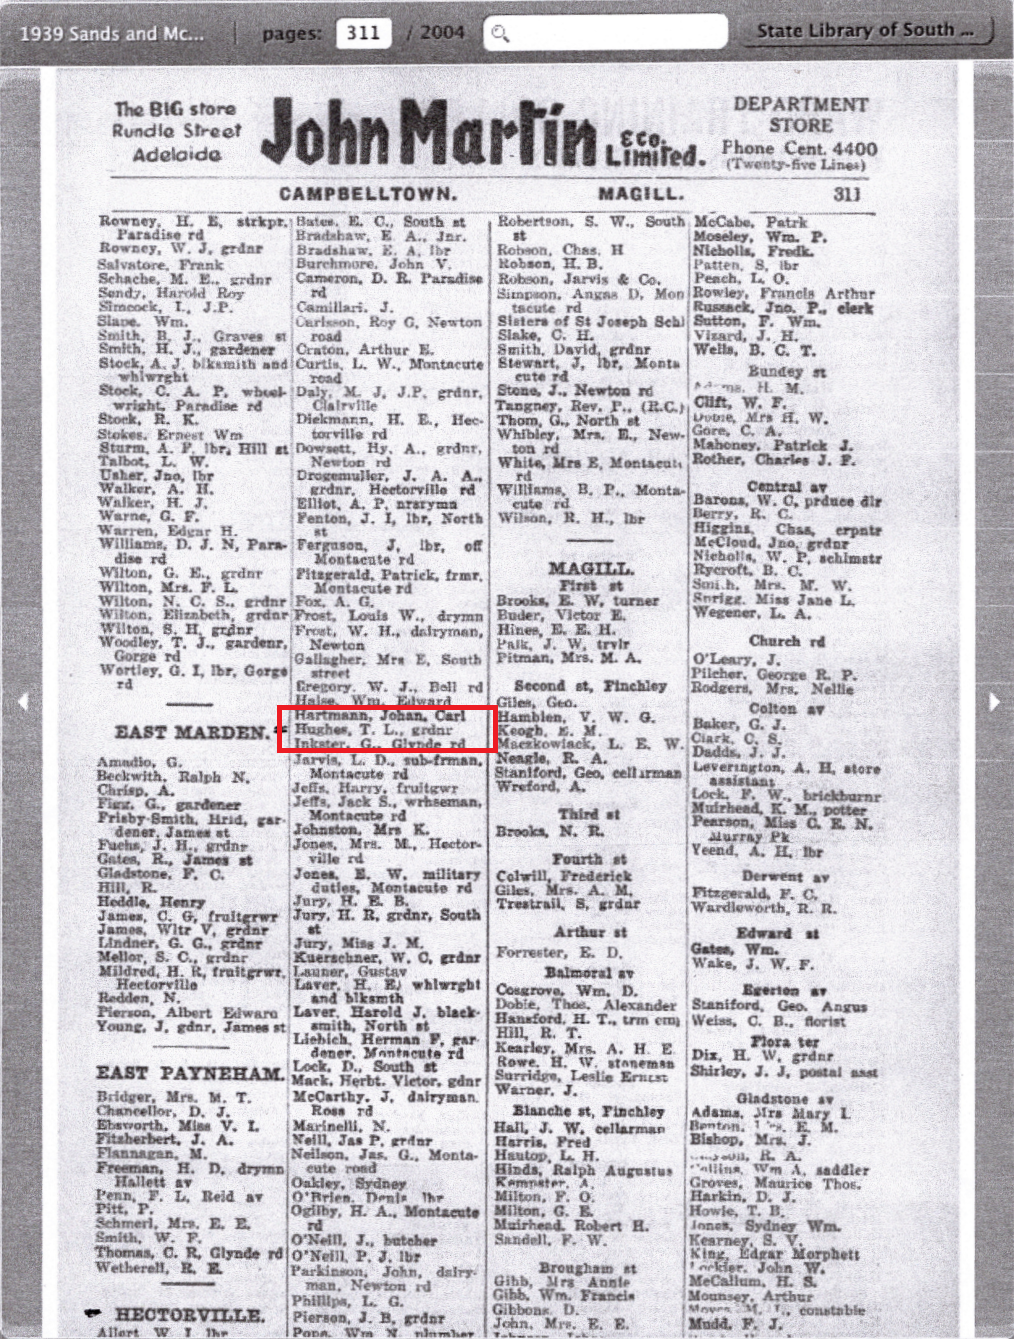 1939 Sands and Mc...
pages:
311
/ 2004
State Library of South ...
The BIG store
Rundle Street
Adelaide
John Martin
& Co.
Limited.
DEPARTMENT
STORE
Phone Cent. 4400
(Twenty-five Lines)
CAMPBELLTOWN.
MAGILL.
311
Rowney, H. E, strkpr,
Paradise rd
Rowney, W. J, grdnr
Salvatore, Frank
Schache, M. E., grdnr
Sendy, Harold Roy
Simcock, I., J.P.
Slape. Wm.
Smith, B. J., Graves st
Smith, H. J., gardener
Stock, A. J, blksmith and
whlwrght
Stock, C. A. P, wheel-
wright, Paradise rd
Stock, R. K.
Stokes, Ernest Wm
Sturm, A. F, lbr, Hill st
Talbot, L. W.
Usher, Jno, lbr
Walker, A. H.
Walker, H. J.
Warne, G. F.
Warren, Edgar H.
Williams, D. J. N, Para-
dise rd
Wilton, G. E., grdnr
Wilton, Mrs. F. L.
Wilton, N. C. S., grdnr
Wilton, Elizabeth, grdnr
Wilton, S. H, grdnr
Woodley, T. J., gardenr,
Gorge rd
Wortley, G. I, lbr, Gorge
rd
EAST MARDEN.
Amadio, G.
Beckwith, Ralph N.
Chrisp, A.
G., gardener
Frisby-Smith, gar-
dener, James st
Fuchs, J. H., grdnr
Gates, R., James st
Gladstone, F. C.
Hill, R.
Heddle, Henry
James, C. G, fruitgrwr
James, Wltr V, grdnr
Lindner, G. G., grdnr
Mellor, S. C., grdnr
Mildred, H. R, fruitgrwr,
Hectorville
Redden, N.
Pierson, Albert Edward
Young, J, gdnr, James st
EAST PAYNEHAM.
Bridger, Mrs. M. T.
Chancellor, D. J.
Ebsworth, Miss V. I.
Fitzherbert, J. A.
Flannagan, M.
Freeman, H. D, drymn
Hallett av
Penn, F. L, Reid av
Pitt, P.
Schmerl, Mrs. E. E.
Smith, W. F.
Thomas, C. R, Glynde rd
Wetherell, R. E.
HECTORVILLE.
Allert W I lbr
Bates, E. C., South st
Bradshaw, E. A., Jnr.
Bradshaw, E. A, lbr
Burchmore, John V.
Cameron, D. R. Paradise
rd
Camillari, J.
Carlsson, Roy G, Newton
road
Craton, Arthur E.
Curtis, L. W., Montacute
road
Daly, M. J, J.P, grdnr,
Clairville
Diekmann, H. E., Hec-
torville rd
Dowsett, Hy. A., grdnr,
Newton rd
Drogemuller, J. A. A.,
grdnr, Hectorville rd
Elliot, A. P, nrsrymn
Fenton, J. I, lbr, North
st
Ferguson, J, lbr, off
Montacute rd
Fitzgerald, Patrick, frmr,
Montacute rd
Fox, A. G.
Frost, Louis W., drymn
Frost, W. H., dairyman,
Newton
Gallagher, Mrs E, South
street
Gregory, W. J., Bell rd
Halse, Wm. Edward
Hartmann, Johan, Carl
Hughes, T. L., grdnr
Inkster, G., Glynde rd
Jarvis, L. D., sub-frman,
Montacute rd
Jeffs, Harry, fruitgwr
Jeffs, Jack S., wrhseman,
Montacute rd
Johnston, Mrs K.
Jones, Mrs. M., Hector-
ville rd
Jones, E. W. military
duties, Montacute rd
Jury, H. E. B.
Jury, H. R, grdnr, South
st
Jury, Miss J. M.
Kuerschner, W. C, grdnr
Launer, Gustav
Laver, H. E, whlwrght
and blksmth
Laver, Harold J. black-
smith, North st
Liebich, Herman F, gar-
dener, Montacute rd
Lock, D., South st
Mack, Herbt. Victor, gdnr
McCarthy, J, dairyman,
Ross rd
Marinelli, N.
Neill, Jas P, grdnr
Neilson, Jas. G., Monta-
cute road
Oakley, Sydney
O'Brien, Denis lbr
Ogilby, H. A., Montacute
rd
O'Neill, J., butcher
O'Neill, P. J, lbr
Parkinson, John, dairy-
man, Newton rd
Phillips, L. G.
Pierson, J. B, grdnr
Pope, Wm N, plumber
Robertson, S. W., South
st
Robson, Chas, H
Robson, H. B.
Robson, Jarvis & Co.
Simpson, Angas D, Mon
tacute rd
Sisters of St Joseph Schl
Slake, C. H.
Smith, David, grdnr
Stewart, J, lbr, Monta
cute rd
Stone, J., Newton rd
Tangney, Rev. P., (R.C.)
Thom, G., North st
Whibley, Mrs. E., New-
ton rd
White, Mrs E, Montacute
rd
Williams, B. P., Monta-
cute rd
Wilson, R. H., lbr
MAGILL.
First st
Brooks, E. W, turner
Buder, Victor E.
Hines, E. E. H.
Palk, J. W, trvlr
Pitman, Mrs. M. A.
Second st, Finchley
Giles, Geo.
Hamblen, V. W. G.
Keogh, E. M.
Maczkowiack, L. E. W.
Neagle, R. A.
Staniford, Geo, cellarman
Wreford, A.
Third st
Brooks, N. R.
Fourth st
Colwill, Frederick
Giles, Mrs. A. M.
Trestrail, S, grdnr
Arthur st
Forrester, E. D.
Balmoral av
Cosgrove, Wm. D.
Dobie, Thos. Alexander
Hansford, H. T., trm emj
Hill, R. T.
Kearley, Mrs. A. H. E.
Rowe, H. W. stoneman
Surridge, Leslie Ernest
Warner, J.
Blanche st, Finchley
Hall, J. W. cellarman
Harris, Fred
Hautop, L. H.
Hinds, Ralph Augustus
Kempster, A.
Milton, F. O.
Milton, G. E.
Muirhead, Robert H.
Sandell, F. W.
Brougham st
Gibb, Mrs Annie
Gibb, Wm. Francis
Gibbons, D.
John, Mrs. E. E.
McCabe, Patrk
Moseley, Wm. P.
Nicholls, Fredk.
Patten, S, lbr
Peach, L. O.
Rowley, Francis Arthur
Russack, Jno. P., clerk
Sutton, F. Wm.
Vizard, J. H.
Wells, B. C. T.
Bundey st
Adams, H. M.
Clift, W. F.
Dobie, Mrs H. W.
Gore, C. A.
Mahoney, Patrick J.
Rother, Charles J. F.
Central av
Barons, W. C, prduce dlr
Berry, R. C.
Higgins, Chas, crpntr
McCloud, Jno, grdnr
Nicholls, W. P, schlmstr
Rycroft, B. C.
Smith, Mrs. M. W.
Sprigg, Miss Jane L.
Wegener, L. A.
Church rd
O'Leary, J.
Pilcher, George R. P.
Rodgers, Mrs. Nellie
Colton av
Baker, G. J.
Clark, C. S.
Dadds, J. J.
Leverington, A. H, store
assistant
Lock, F. W., brickburnr
Muirhead, K. M., potter
Pearson, Miss C. E. N.
Murray Pk
Yeend, A. H, lbr
Derwent av
Fitzgerald, F. C.
Wardleworth, R. R.
Edward st
Gates, Wm.
Wake, J. W. F.
Egerton av
Staniford, Geo. Angus
Weiss, C. B., florist
Flora ter
Dix, H. W, grdnr
Shirley, J. J, postal asst
Gladstone av
Adams, Mrs Mary I.
Benton, E. M.
Bishop, Mrs. J.
R. A.
Collins, Wm A, saddler
Groves, Maurice Thos.
Harkin, D. J.
Howie, T. B.
Jones, Sydney Wm.
Kearney, S. V.
King, Edgar Morphett
Lockier, John W.
McCallum, H. S.
Mounsey, Arthur
Moyes, M. J., constable
Mudd, F. J.